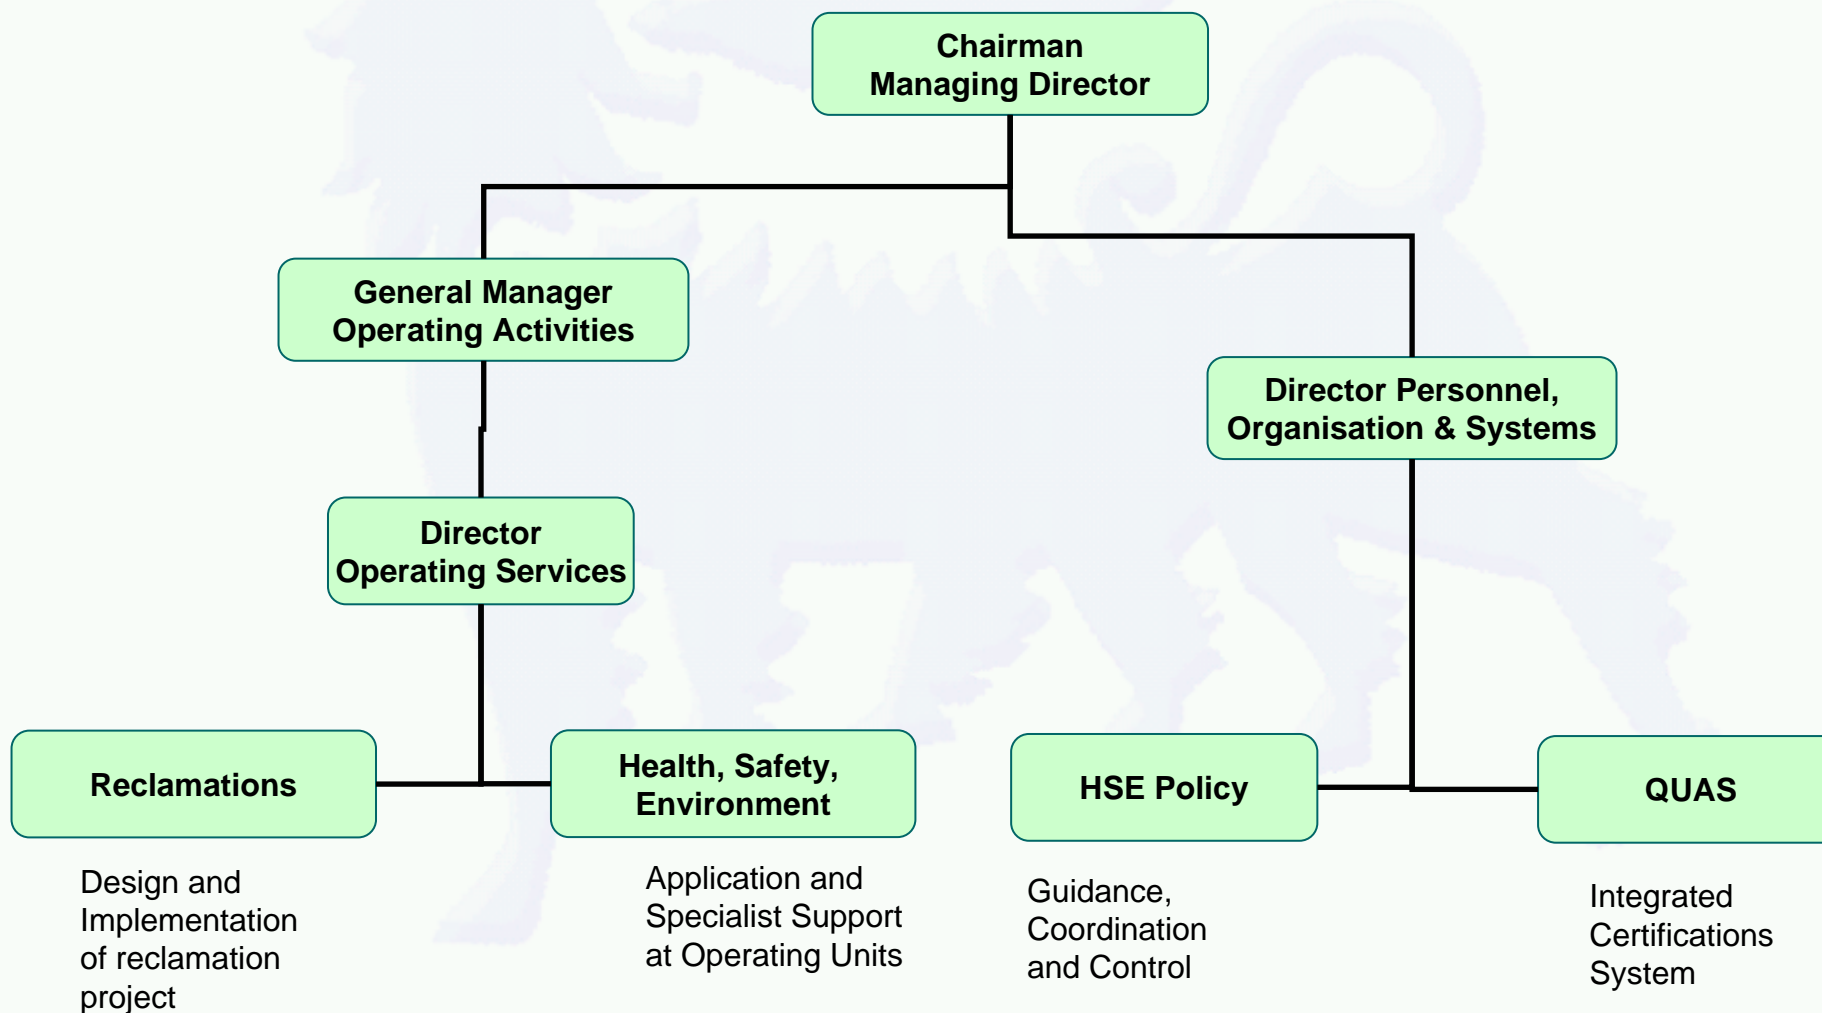 Chairman
Managing Director
General Manager
Operating Activities
Director Personnel,
Organisation & Systems
Director
Operating Services
Reclamations
Health, Safety,
Environment
HSE Policy
QUAS
Design and
Implementation
of reclamation
project
Application and
Specialist Support
at Operating Units
Guidance,
Coordination
and Control
Integrated
Certifications
System